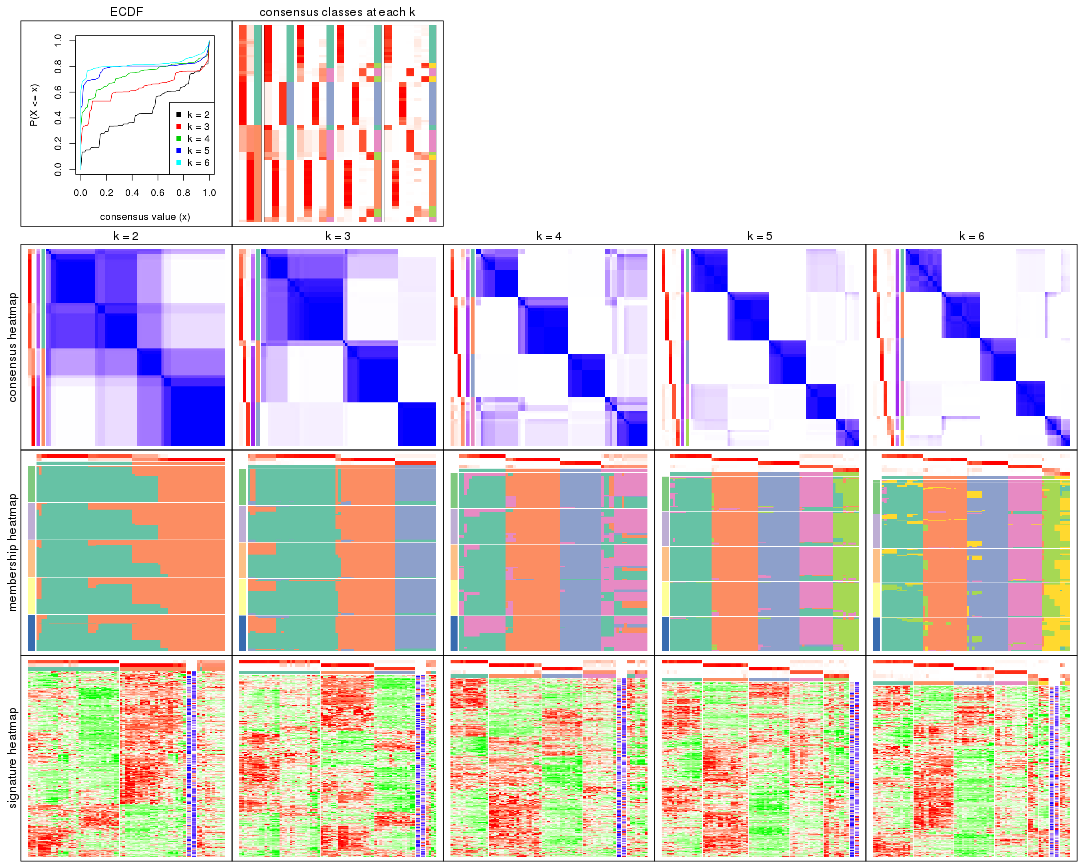 ECDF
consensus classes at each k
P(X <= x)
0.0
0.2
0.4
0.6
0.8
1.0
k = 2
k = 3
k = 4
k = 5
k = 6
0.0 0.2 0.4 0.6 0.8 1.0
consensus value (x)
k = 2
k = 3
k = 4
k = 5
k = 6
consensus heatmap
membership heatmap
signature heatmap